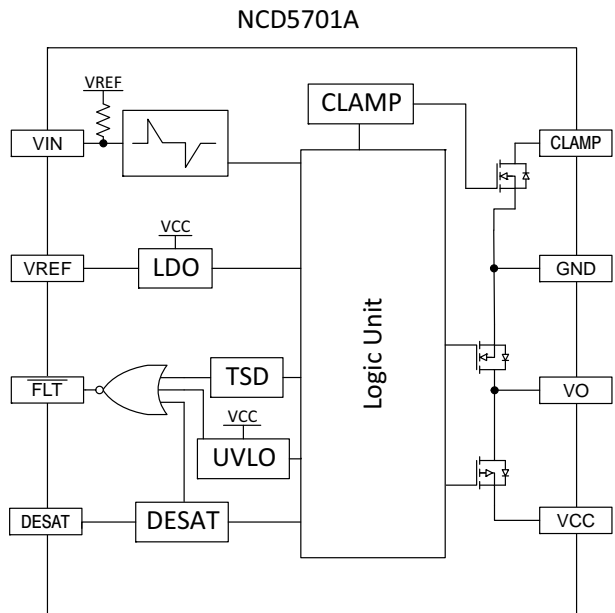 NCD5701A
VREF
VIN
CLAMP
CLAMP
VCC
VREF
LDO
GND
Logic Unit
FLT
TSD
VO
VCC
UVLO
DESAT
DESAT
VCC